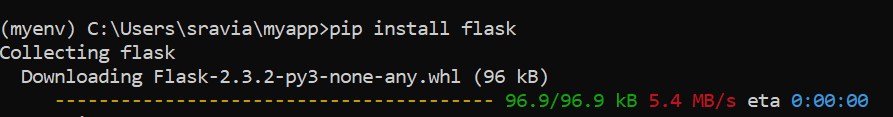 (myenv) C:\Users\sravia\myapp>pip install flask
Collecting flask
Downloading Flask-2.3.2-py3-none-any.whl (96 kB)
---------------------------------------- 96.9/96.9 kB 5.4 MB/s eta 0:00:00